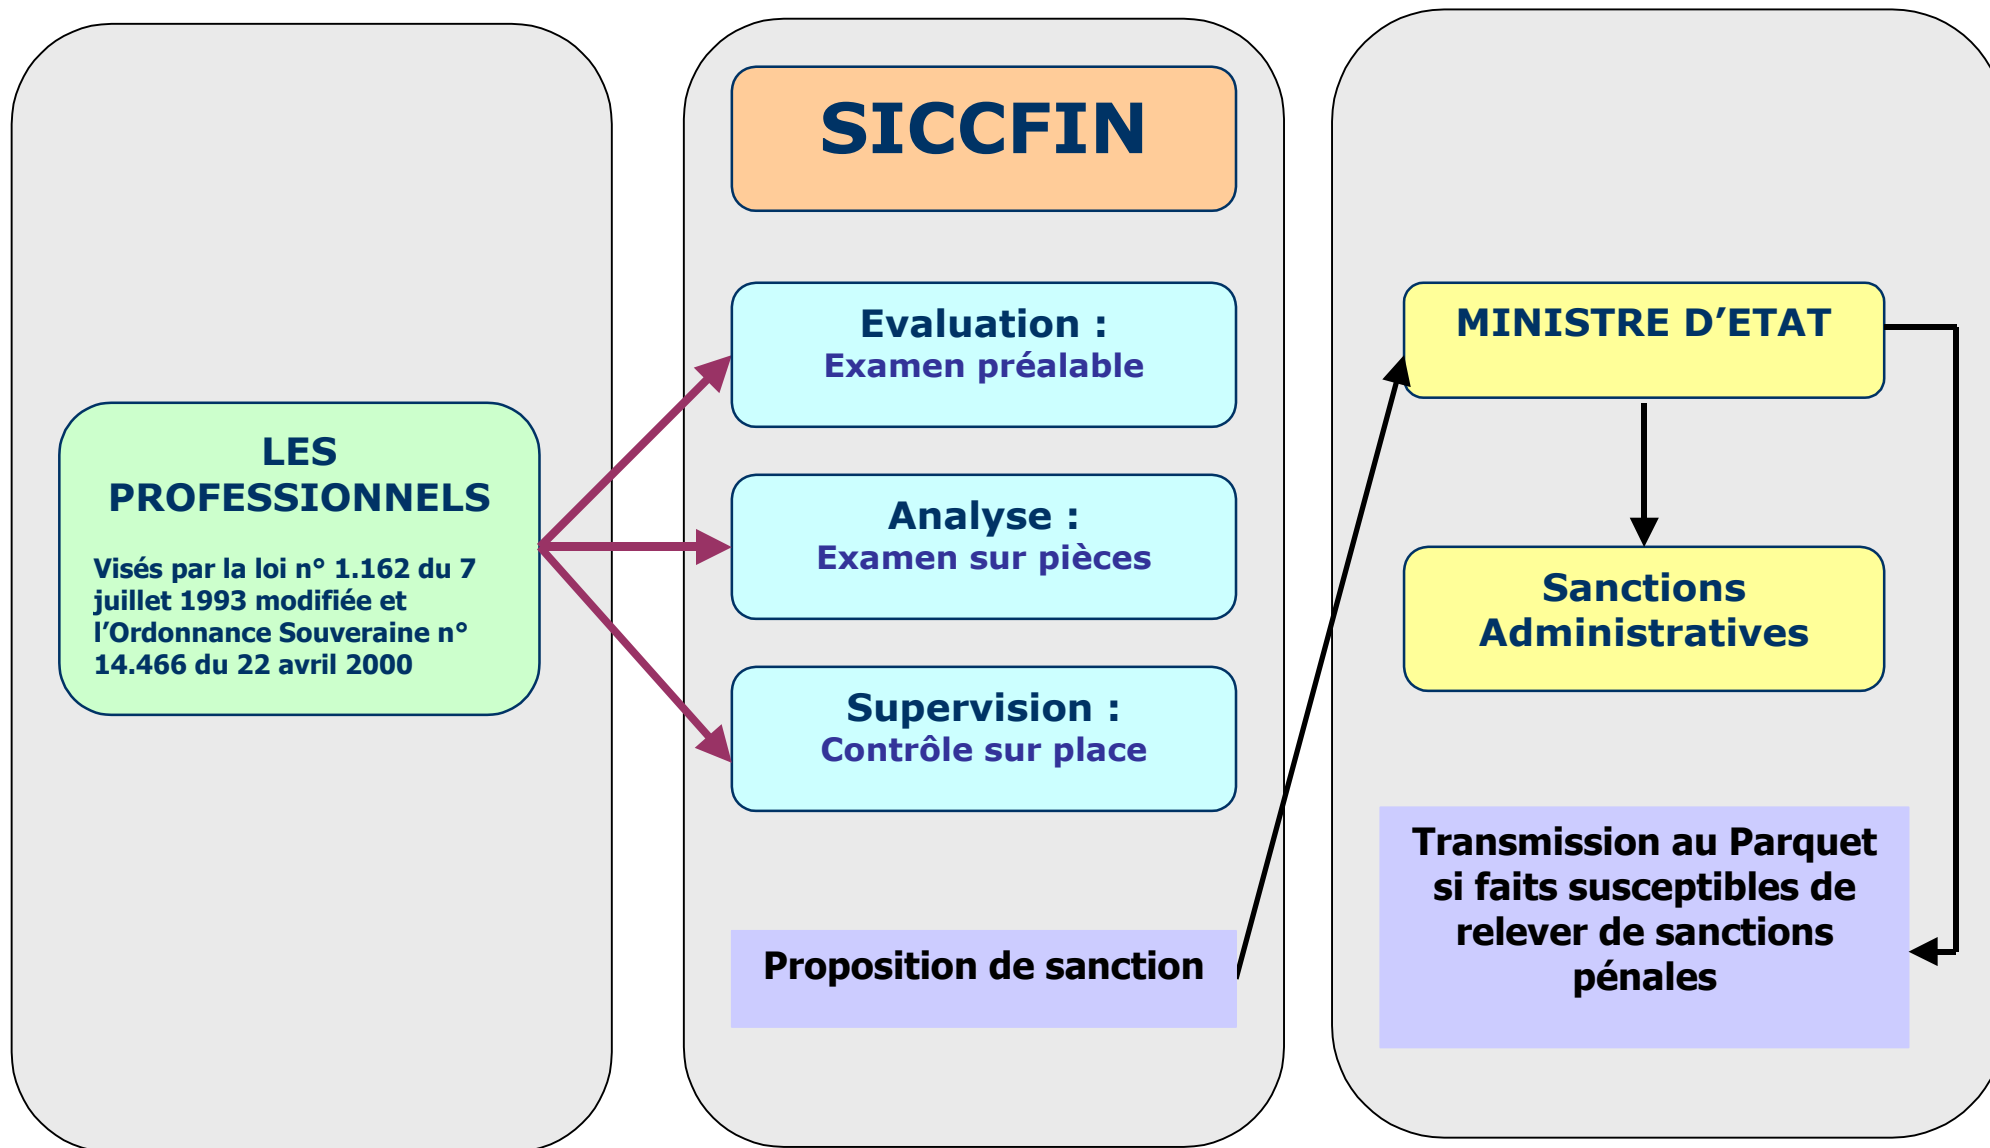 LES
PROFESSIONNELS
Visés par la loi n° 1.162 du 7
juillet 1993 modifiée et
l’Ordonnance Souveraine n°
14.466 du 22 avril 2000
SICCFIN
Evaluation :
Examen préalable
Analyse :
Examen sur pièces
Supervision :
Contrôle sur place
Proposition de sanction
MINISTRE D’ETAT
Sanctions
Administratives
Transmission au Parquet
si faits susceptibles de
relever de sanctions
pénales